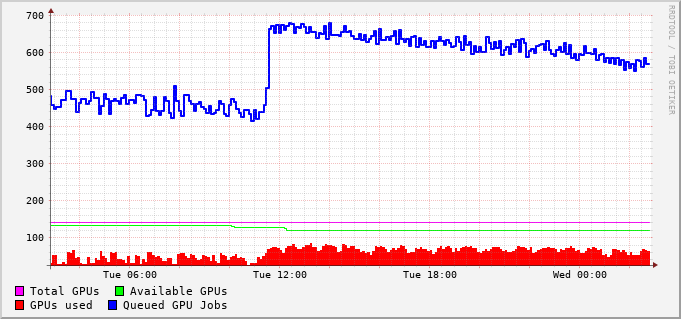 700
600
500
400
300
200
100
Tue 06:00 Tue 12:00 Tue 18:00 Wed 00:00
Total GPUs Available GPUs
GPUs used Queued GPU Jobs
RRDTOOL / TOBI OETIKER